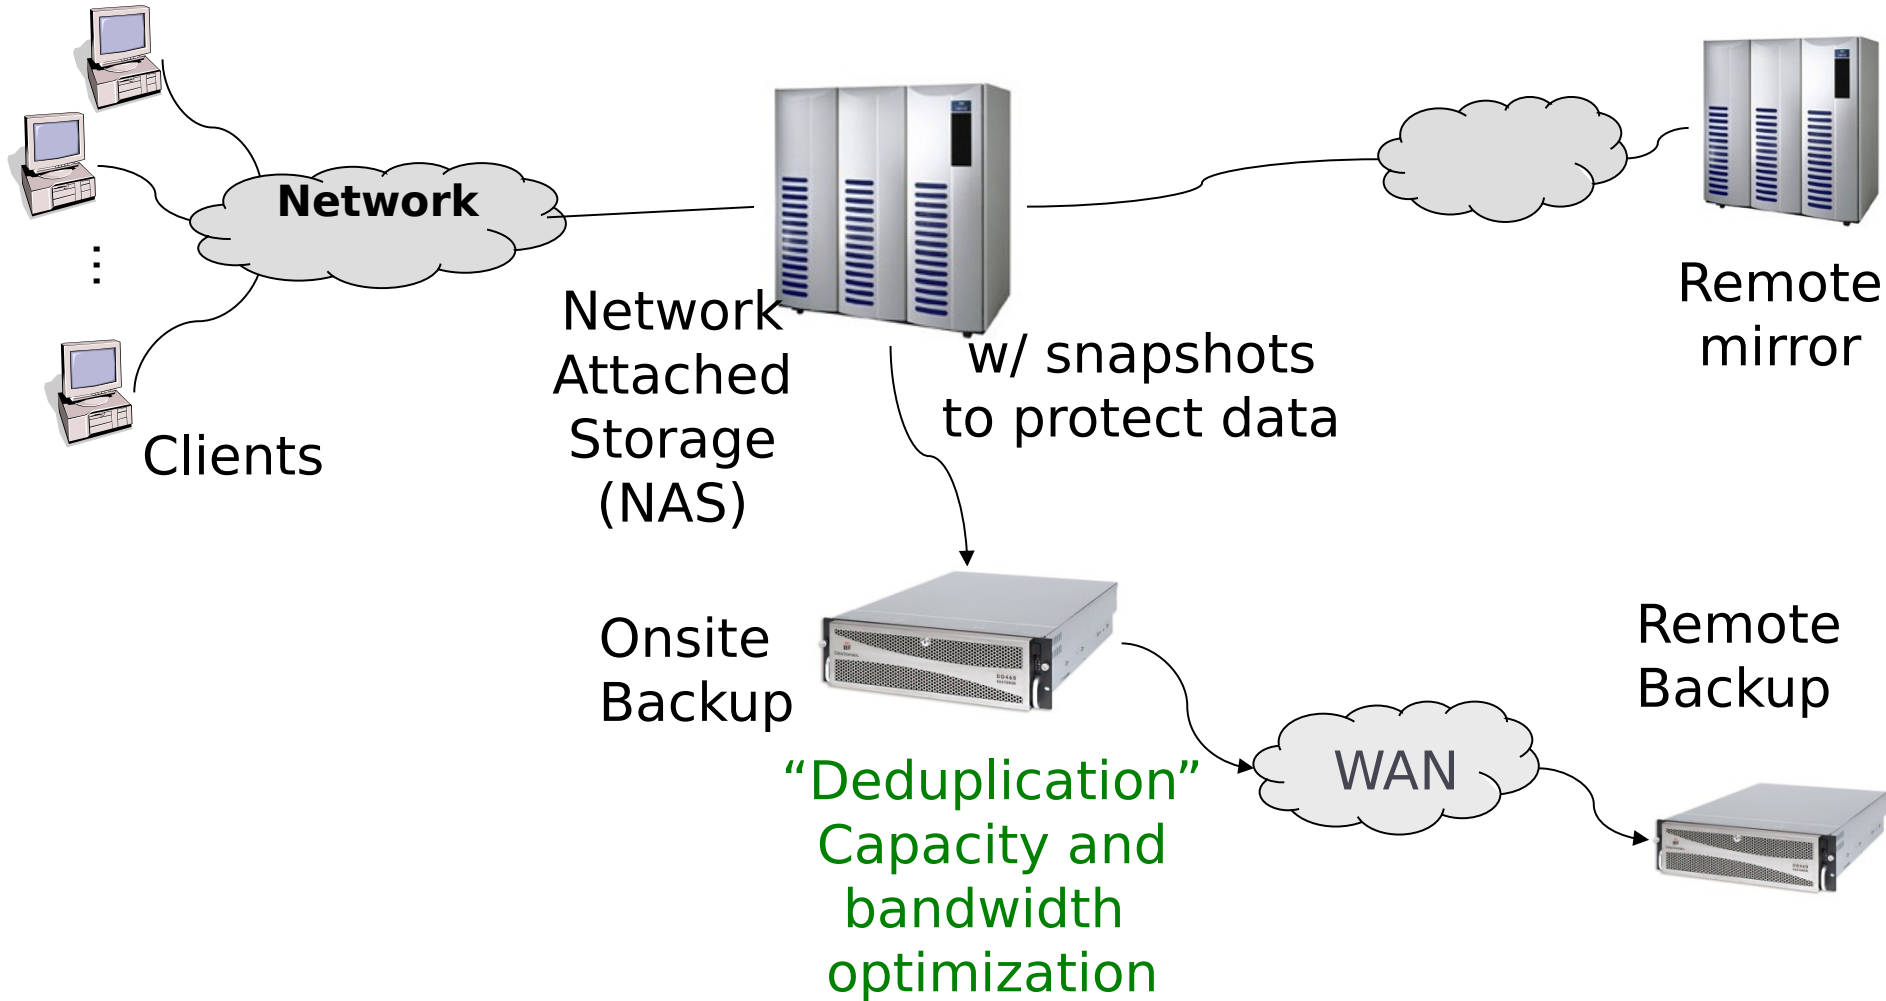 Network
⋮
Clients
Network
Attached
Storage
(NAS)
w/ snapshots
to protect data
Remote
mirror
Onsite
Backup
“Deduplication”
Capacity and
bandwidth
optimization
WAN
Remote
Backup